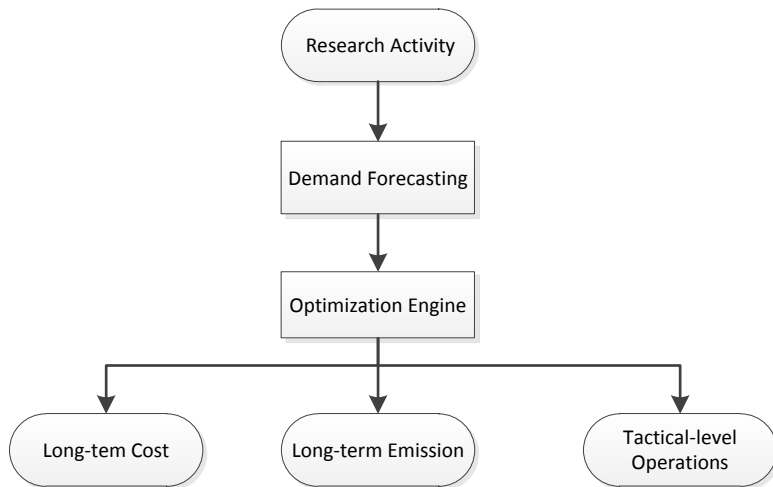 Research Activity
Demand Forecasting
Optimization Engine
Long-tem Cost
Long-term Emission
Tactical-level
Operations